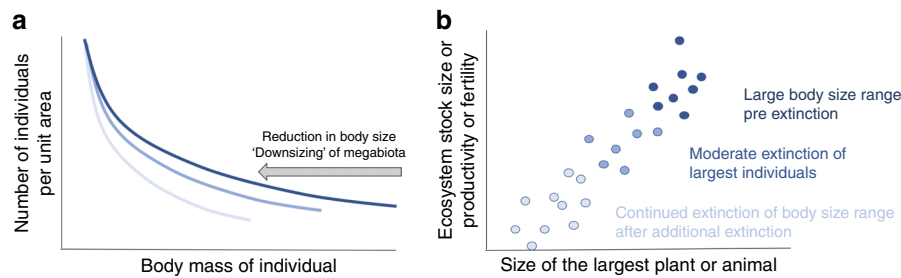 a
Number of individuals
per unit area
Reduction in body size
‘Downsizing’ of megabiota
Body mass of individual
b
Ecosystem stock size or
productivity or fertility
Large body size range
pre extinction
Moderate extinction of
largest individuals
Continued extinction of body size range
after additional extinction
Size of the largest plant or animal